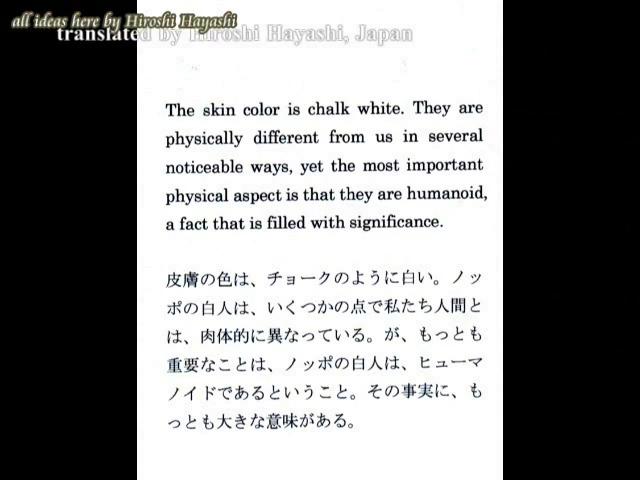 all ideas here by Hiroshi Hayashi
translated by Hiroshi Hayashi, Japan
The skin color is chalk white. They are
physically different from us in several
noticeable ways, yet the most important
physical aspect is that they are humanoid,
a fact that is filled with significance.
皮膚の色は、チョークのように白い。ノッ
ポの白人は、いくつかの点で私たち人間と
は、肉体的に異なっている。が、もっとも
重要なことは、ノッポの白人は、ヒューマ
ノイドであるということ。その事実に、も
っとも大きな意味がある。